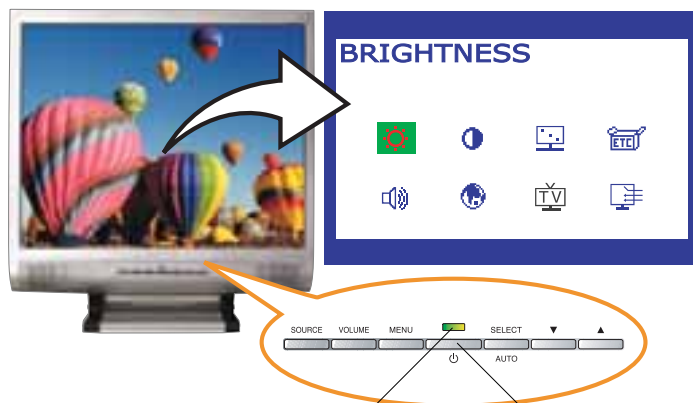 BRIGHTNESS
ETC
TV
SOURCE VOLUME MENU SELECT ▼ ▲
AUTO